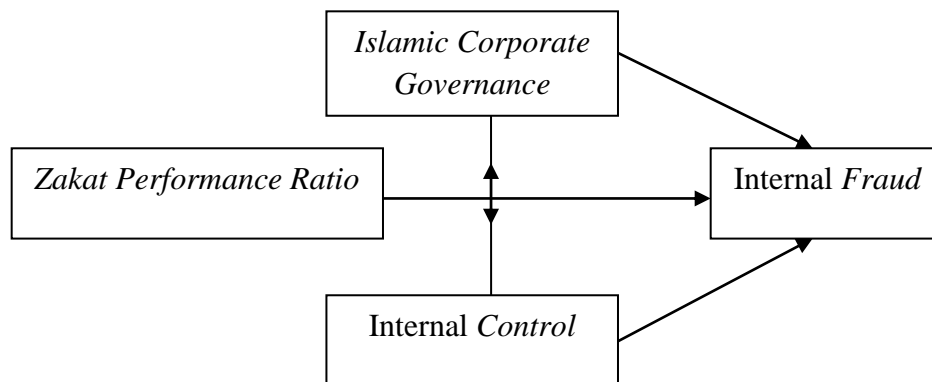 Islamic Corporate
Governance
Zakat Performance Ratio
Internal Fraud
Internal Control